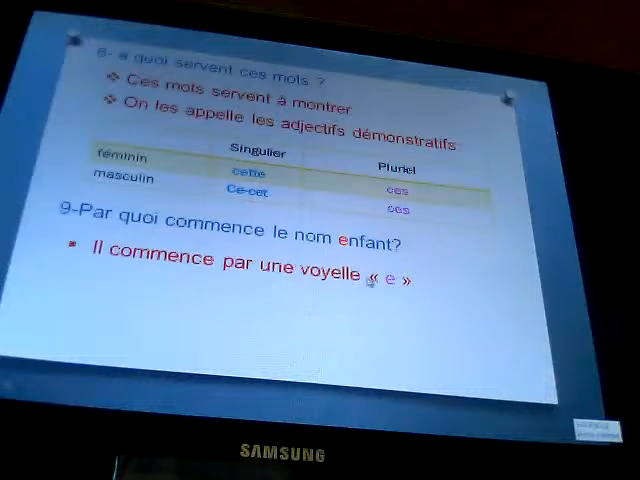 8- a quoi servent ces mots ?
❖ Ces mots servent à montrer
❖ On les appelle les adjectifs démonstratifs
Singulier Pluriel
féminin cette ces
masculin Ce-cet ces
9-Par quoi commence le nom enfant?
▪ Il commence par une voyelle « e »
SAMSUNG